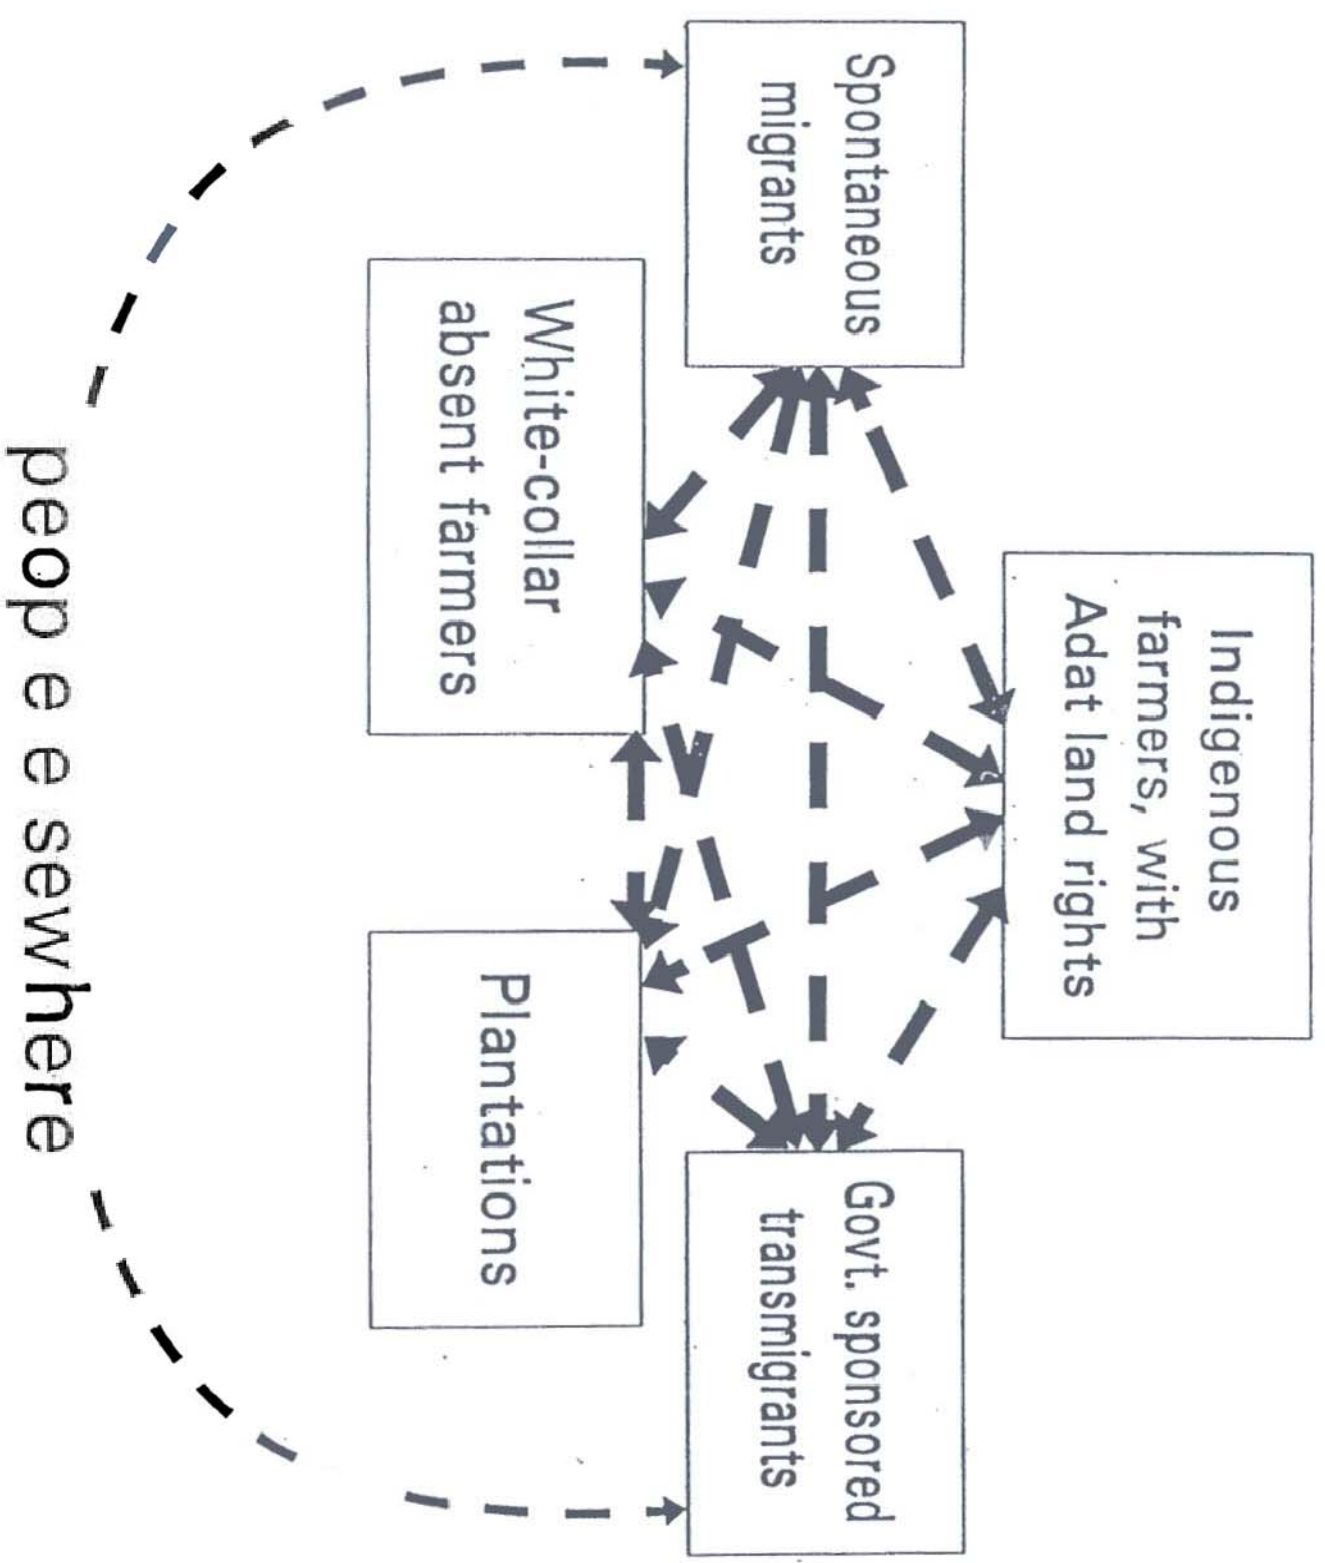 Indigenous
farmers, with
Adat land rights
Spontaneous
migrants
Govt. sponsored
transmigrants
White-collar
absent farmers
Plantations
peop e e sewhere